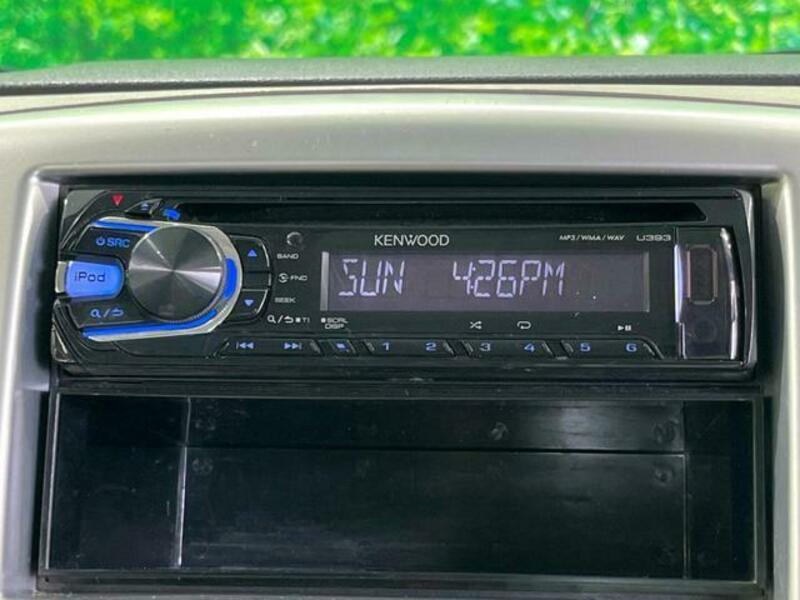 KENWOOD MP3/WMA/WAV U393
SRC
BAND
iPod
FNC
SEEK
SUN 4:26PM
T1
SCRL
DISP
1 2 3 4 5 6